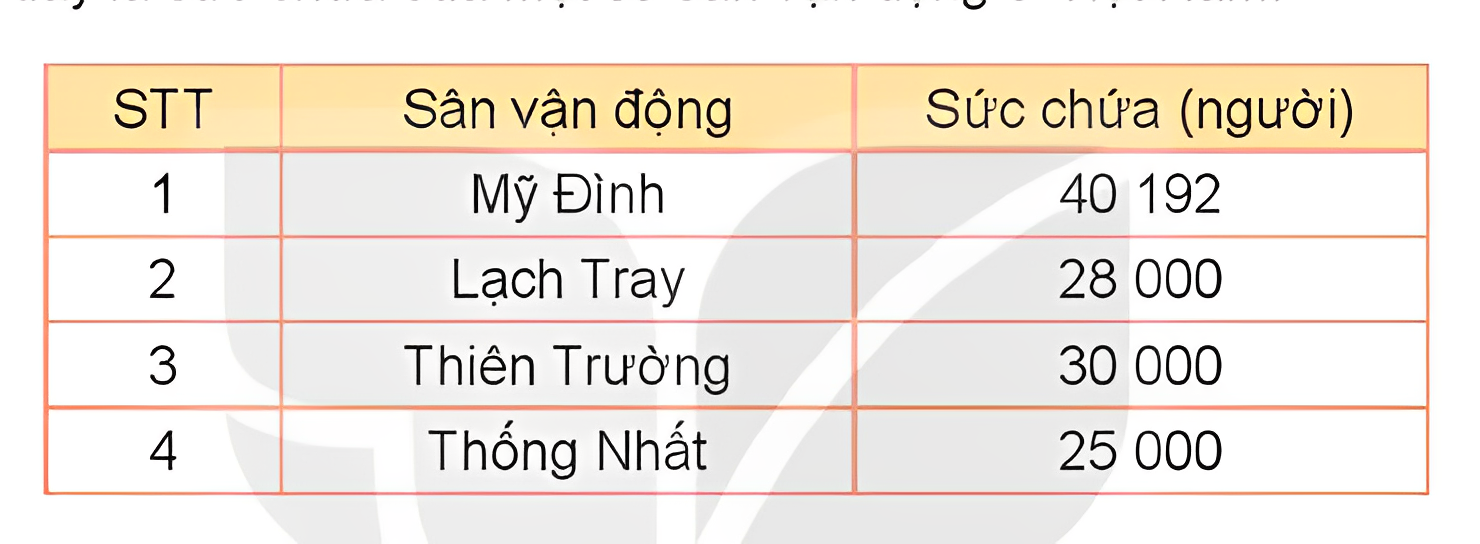 STT Sân vận động Sức chứa (người)
1 Mỹ Đình 40 192
2 Lạch Tray 28 000
3 Thiên Trường 30 000
4 Thống Nhất 25 000